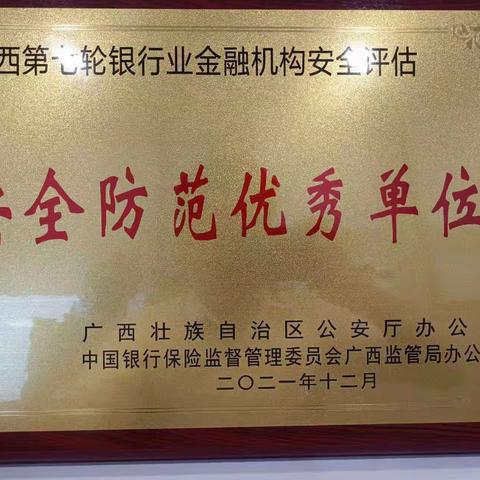 西第七轮银行业金融机构安全评估
安全防范优秀单位
广西壮族自治区公安厅办公
中国银行保险监督管理委员会广西监管局办公
二〇二一年十二月